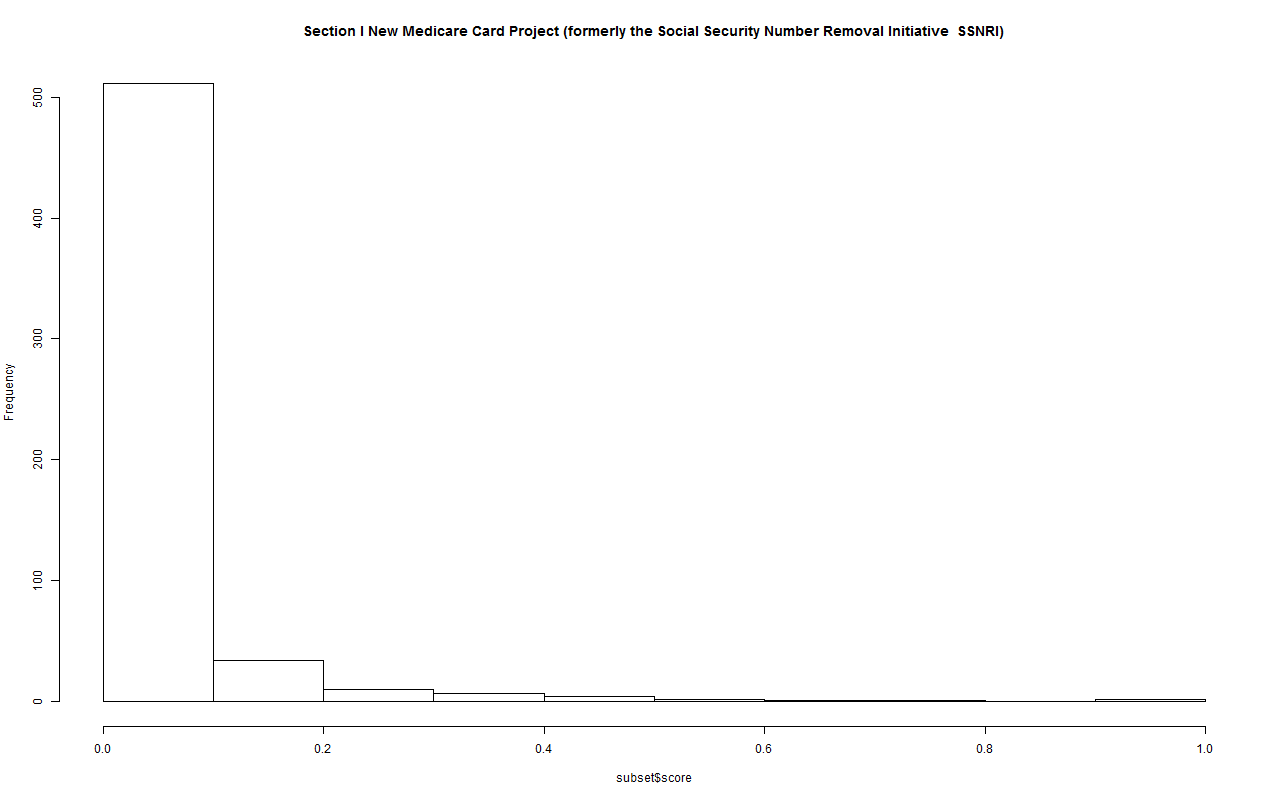 Section I New Medicare Card Project (formerly the Social Security Number Removal Initiative  SSNRI)
Frequency
500
400
300
200
100
0
0.0 0.2 0.4 0.6 0.8 1.0
subset$score